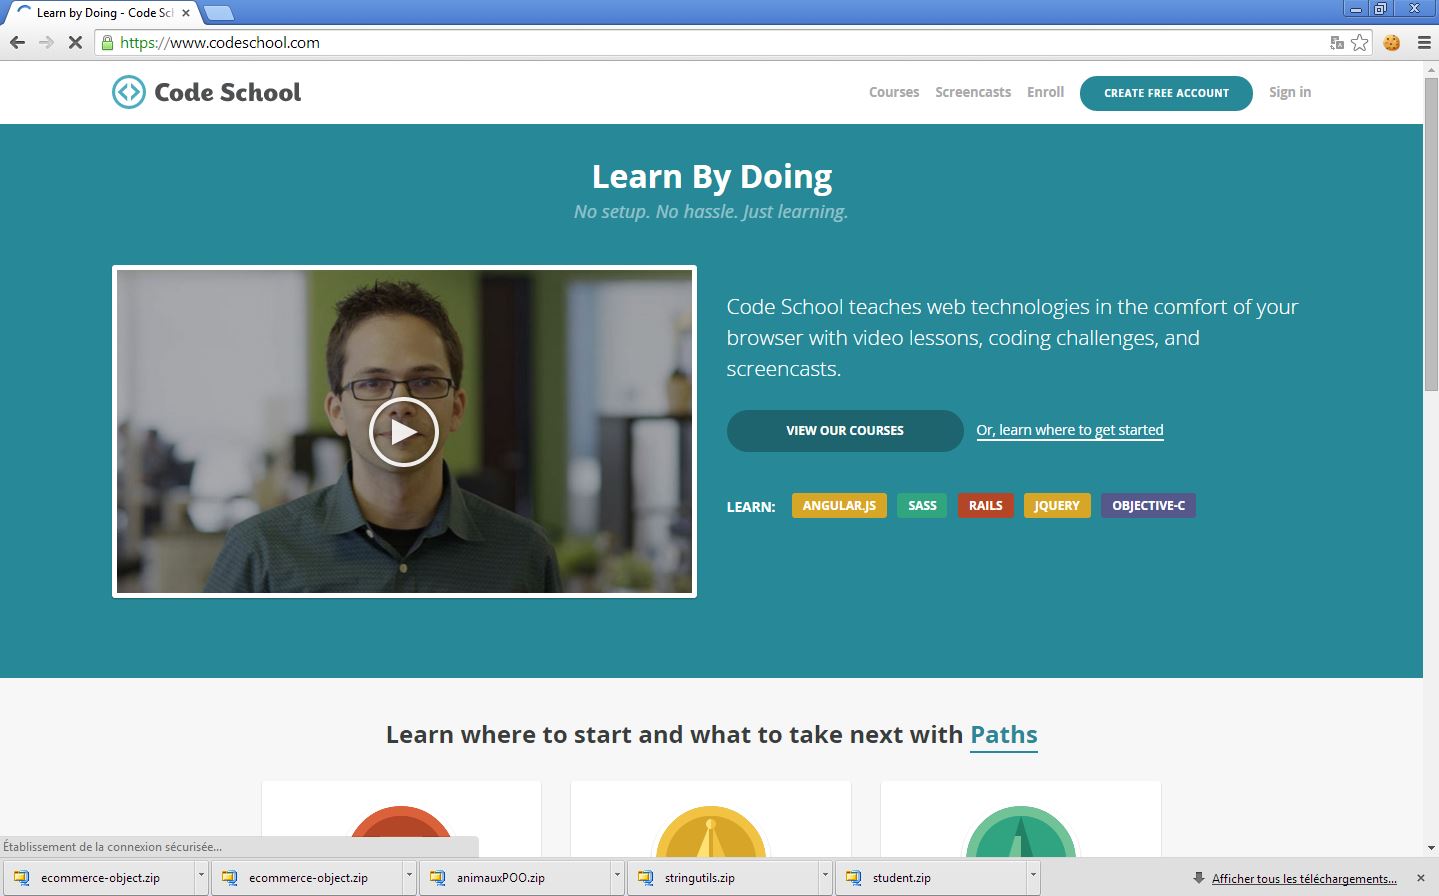 Learn by Doing - Code Sc
https://www.codeschool.com
Code School
Courses
Screencasts
Enroll
CREATE FREE ACCOUNT
Sign in
Learn By Doing
No setup. No hassle. Just learning.
Code School teaches web technologies in the comfort of your
browser with video lessons, coding challenges, and
screencasts.
VIEW OUR COURSES
Or, learn where to get started
LEARN:
ANGULAR.JS
SASS
RAILS
JQUERY
OBJECTIVE-C
Learn where to start and what to take next with Paths
Établissement de la connexion sécurisée...
ecommerce-object.zip
ecommerce-object.zip
animauxPOO.zip
stringutils.zip
student.zip
Afficher tous les téléchargements...